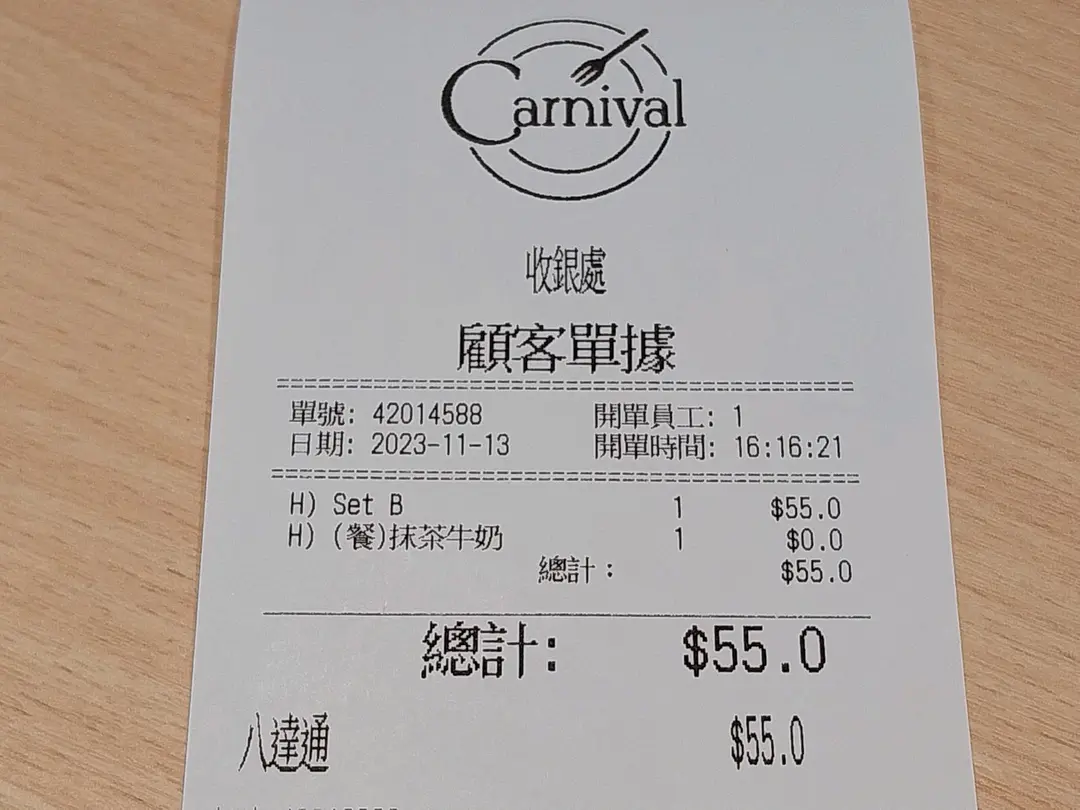 Carnival
收銀處
顧客單據
單號: 42014588 開單員工: 1
日期: 2023-11-13 開單時間: 16:16:21
H) Set B 1 $55.0
H) (餐)抹茶牛奶 1 $0.0
總計: $55.0
總計: $55.0
八達通 $55.0